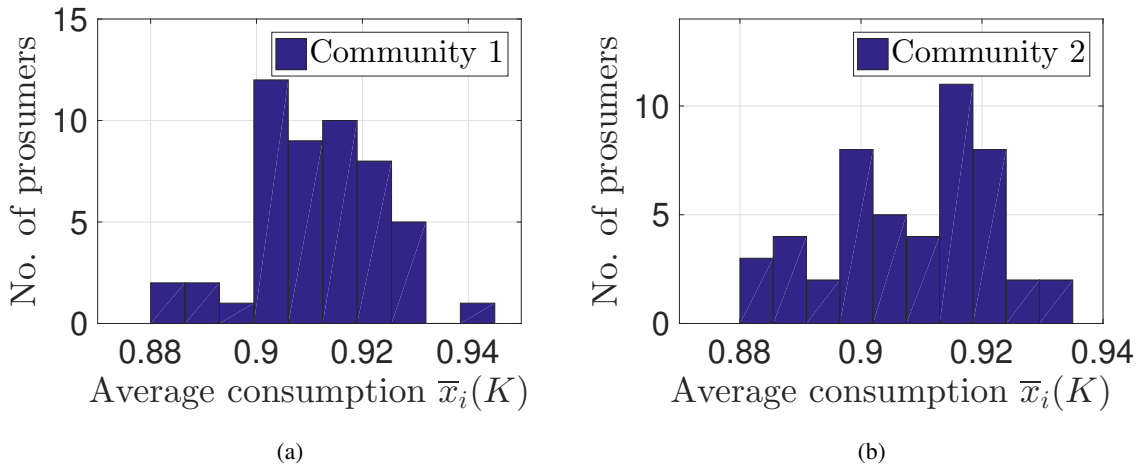 15
10
5
0
No. of prosumers
Community 1
0.88 0.9 0.92 0.94
Average consumption x̅ᵢ(K)
(a)
10
5
0
No. of prosumers
Community 2
0.88 0.9 0.92 0.94
Average consumption x̅ᵢ(K)
(b)